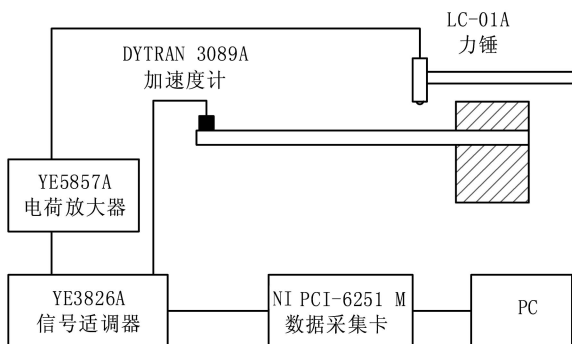 LC-01A
力锤
DYTRAN 3089A
加速度计
YE5857A
电荷放大器
YE3826A
信号适调器
NI PCI-6251 M
数据采集卡
PC